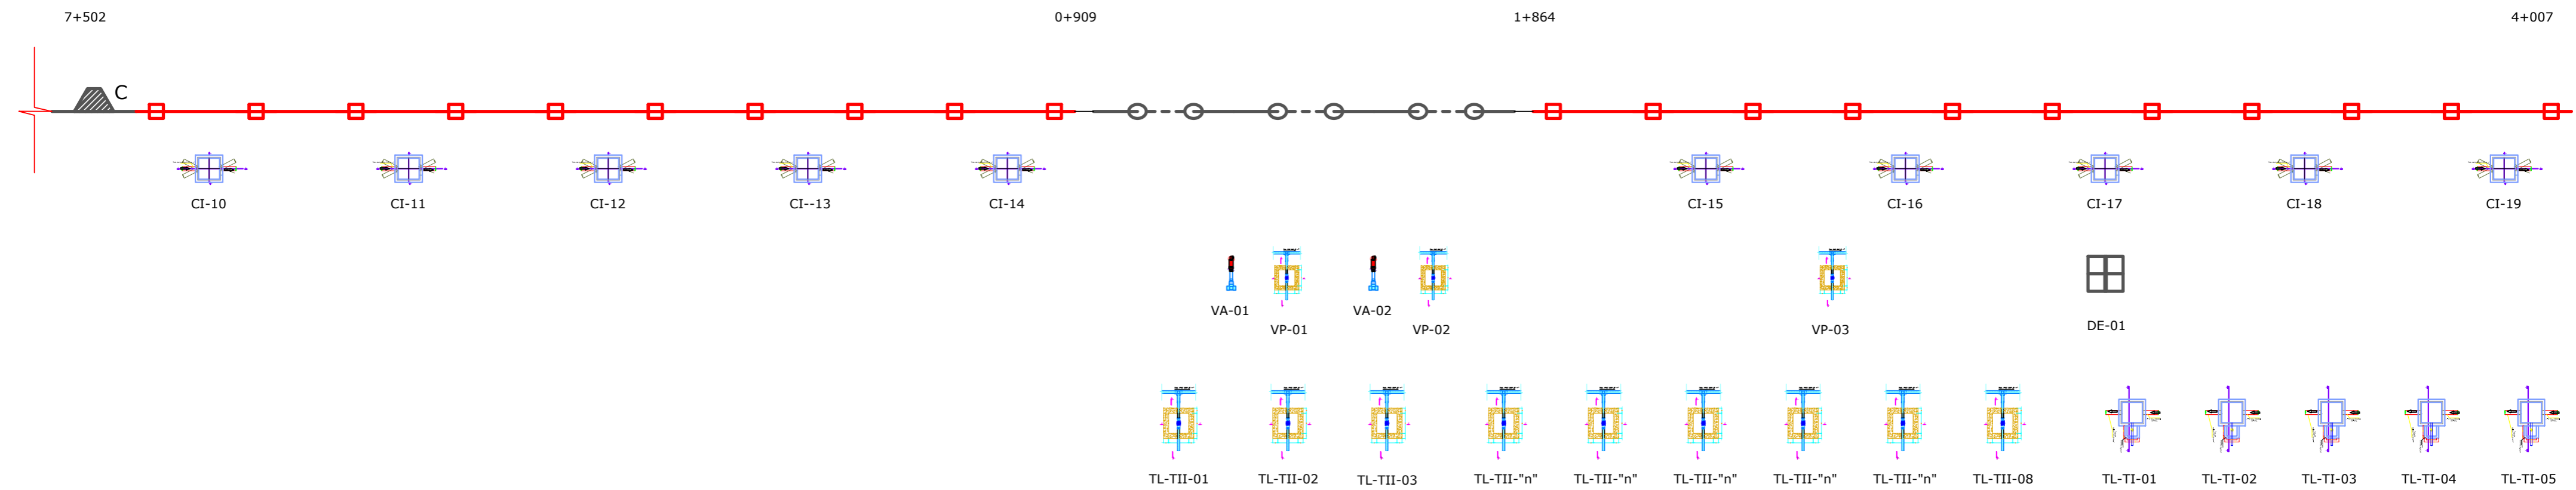 7+502 0+909 1+864 4+007
C
CI-10 CI-11 CI-12 CI--13 CI-14 CI-15 CI-16 CI-17 CI-18 CI-19
VA-01 VA-02
VP-01 VP-02 VP-03 DE-01
TL-TII-01 TL-TII-02 TL-TII-03 TL-TII-"n" TL-TII-"n" TL-TII-"n" TL-TII-"n" TL-TII-"n" TL-TII-08 TL-TI-01 TL-TI-02 TL-TI-03 TL-TI-04 TL-TI-05